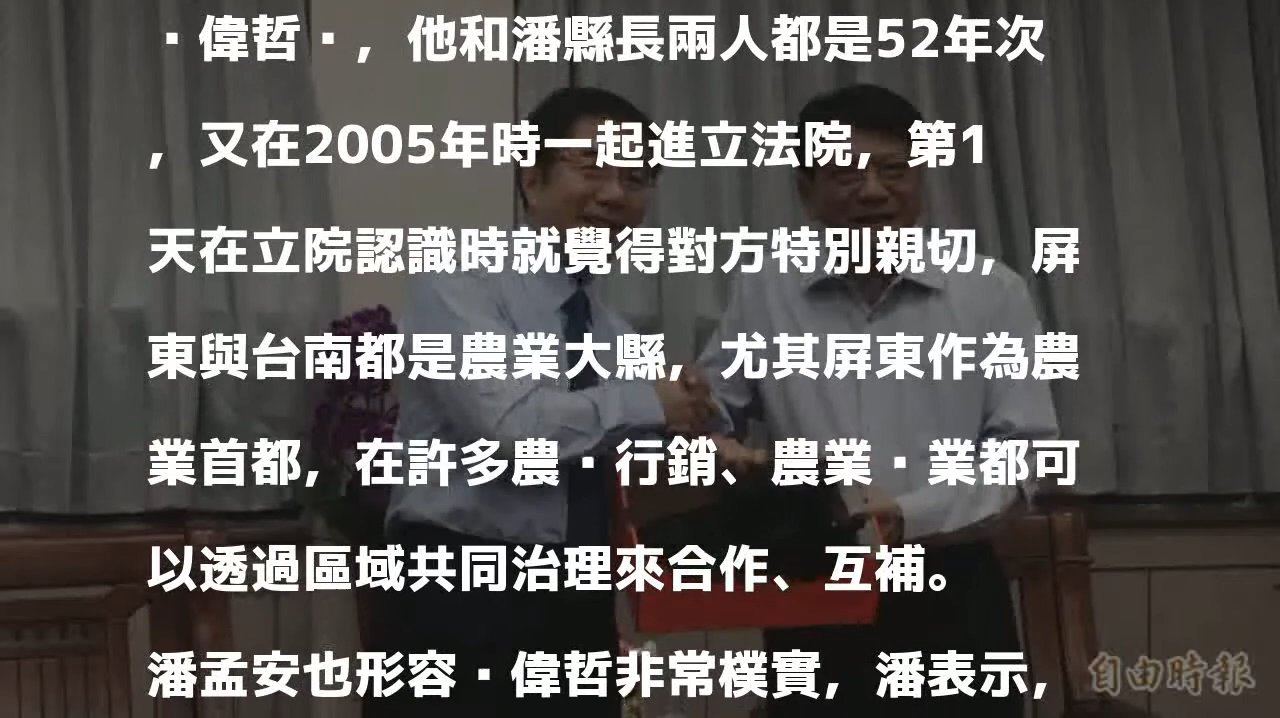 ▪偉哲▪，他和潘縣長兩人都是52年次
，又在2005年時一起進立法院，第1
天在立院認識時就覺得對方特別親切，屏
東與台南都是農業大縣，尤其屏東作為農
業首都，在許多農▪行銷、農業▪業都可
以透過區域共同治理來合作、互補。
潘孟安也形容▪偉哲非常樸實，潘表示，
自由時報